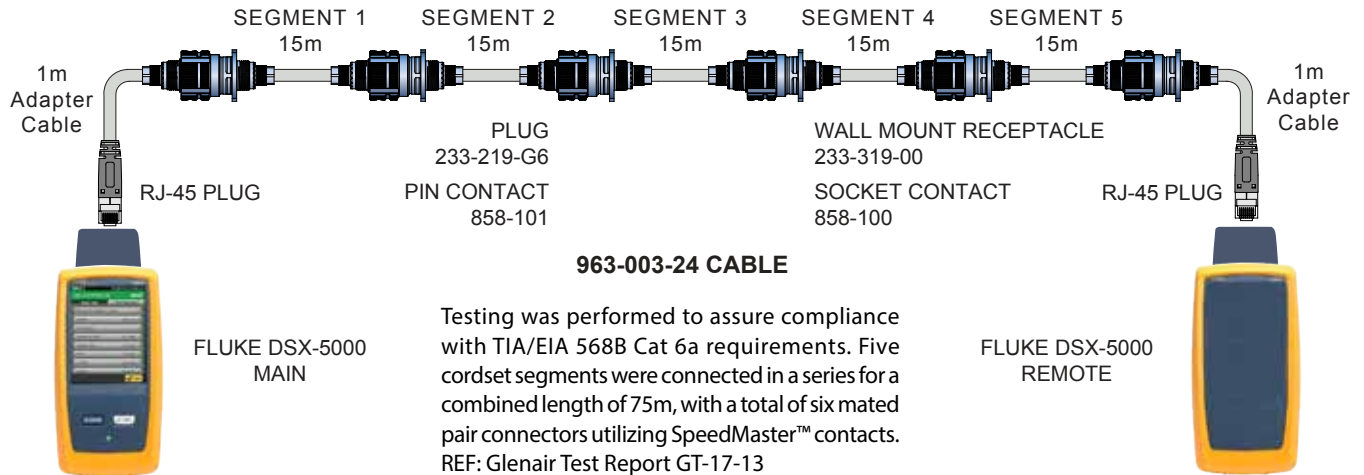 SEGMENT 1
15m
SEGMENT 2
15m
SEGMENT 3
15m
SEGMENT 4
15m
SEGMENT 5
15m
1m
Adapter
Cable
1m
Adapter
Cable
RJ-45 PLUG
PLUG
233-219-G6
PIN CONTACT
858-101
WALL MOUNT RECEPTACLE
233-319-00
SOCKET CONTACT
858-100
RJ-45 PLUG
963-003-24 CABLE
FLUKE DSX-5000
MAIN
Testing was performed to assure compliance
with TIA/EIA 568B Cat 6a requirements. Five
cordset segments were connected in a series for a
combined length of 75m, with a total of six mated
pair connectors utilizing SpeedMaster™ contacts.
REF: Glenair Test Report GT-17-13
FLUKE DSX-5000
REMOTE